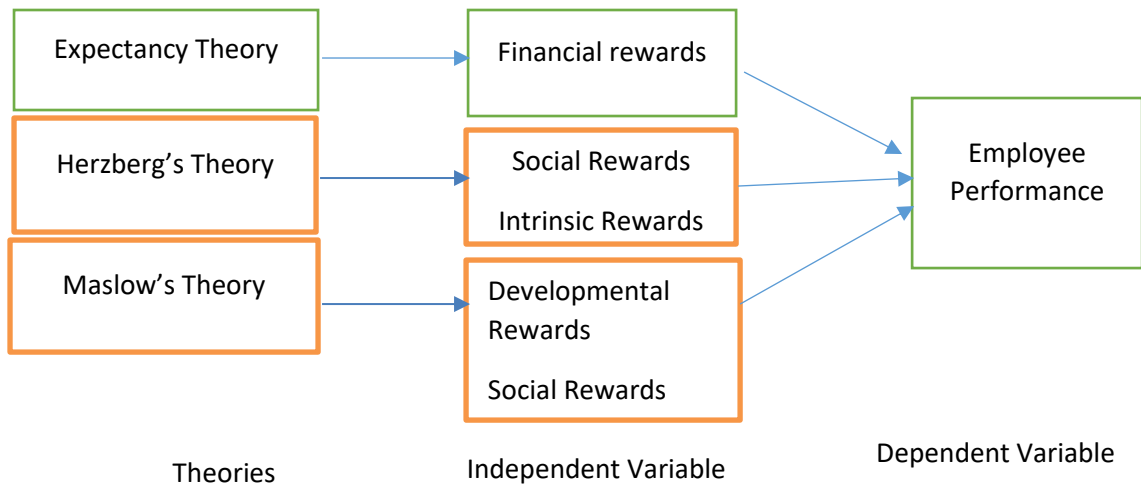 Expectancy Theory
Financial rewards
Herzberg’s Theory
Social Rewards
Intrinsic Rewards
Employee
Performance
Maslow’s Theory
Developmental
Rewards
Social Rewards
Theories
Independent Variable
Dependent Variable